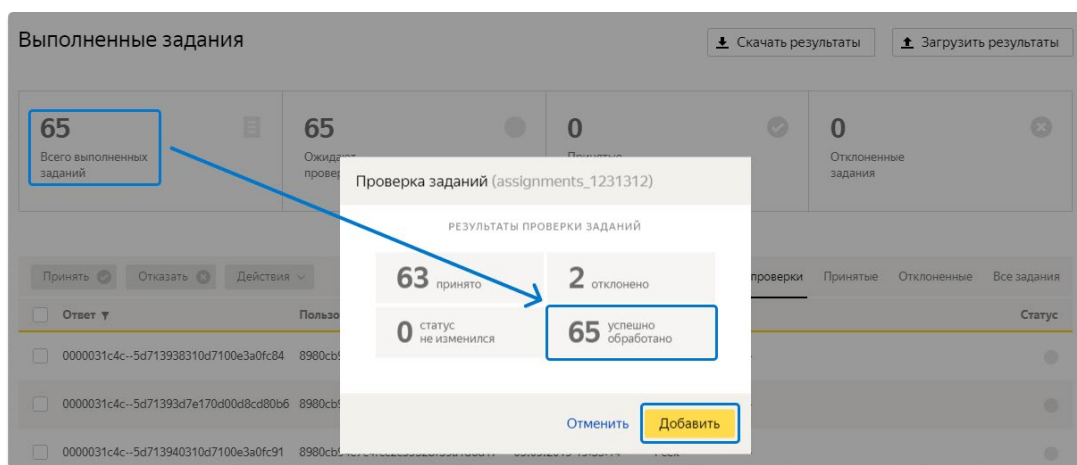 Выполненные задания
Скачать результаты
Загрузить результаты
65
Всего выполненных
заданий
65
0
0
Отклоненные
задания
Проверка заданий (assignments_1231312)
РЕЗУЛЬТАТЫ ПРОВЕРКИ ЗАДАНИЙ
63 принято
2 отклонено
0 статус
не изменился
65 успешно
обработано
Отменить
Добавить
Принять
Отказать
Действия
проверки
Принятые
Отклоненные
Все задания
Ответ
Статус
0000031c4c--5d713938310d7100e3a0fc84
0000031c4c--5d71393d7e170d00d8cd80b6
0000031c4c--5d713940310d7100e3a0fc91